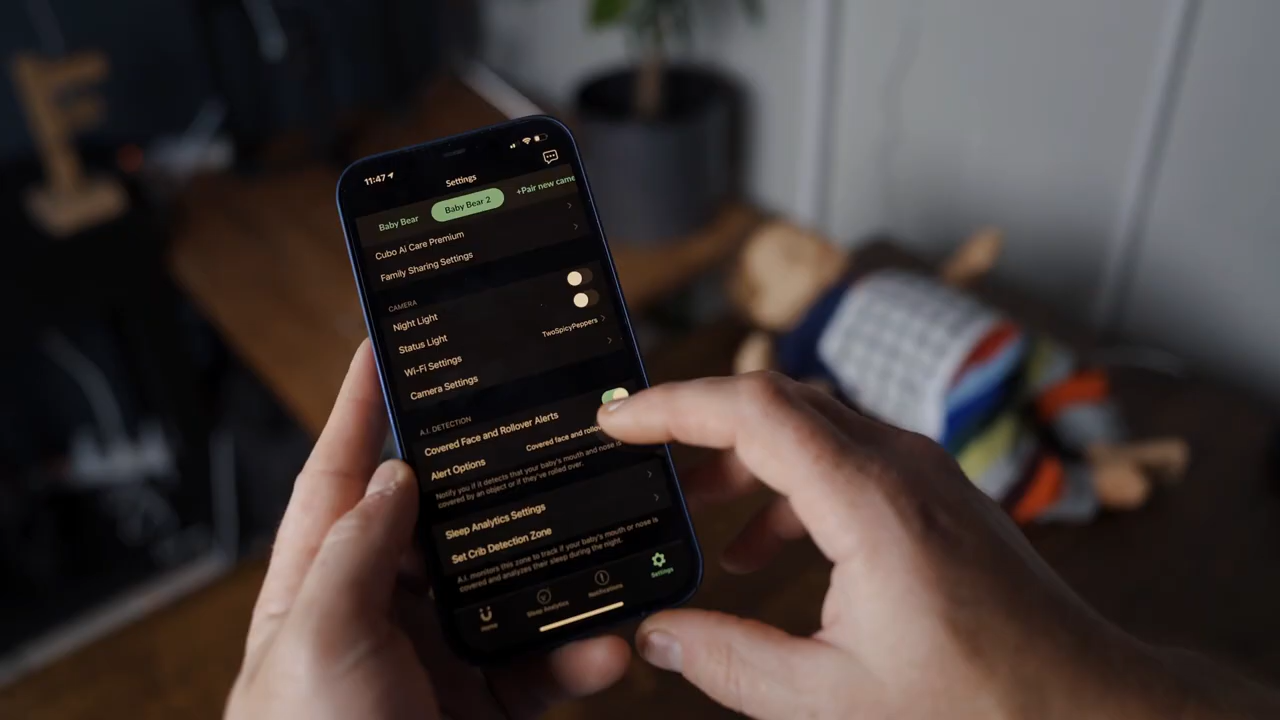 11:47
Settings
Baby Bear
Baby Bear 2
+Pair new came
Cubo Ai Care Premium
Family Sharing Settings
CAMERA
Night Light
Status Light
Wi-Fi Settings
TwoSpicyPeppers
Camera Settings
A.I. DETECTION
Covered Face and Rollover Alerts
Alert Options
Covered face and rollov
Notify you if it detects that your baby's mouth and nose is
covered by an object or if they've rolled over.
Sleep Analytics Settings
Set Crib Detection Zone
A.I. monitors this zone to track if your baby's mouth or nose is
covered and analyzes their sleep during the night.
Home
Sleep Analytics
Notifications
Settings
F